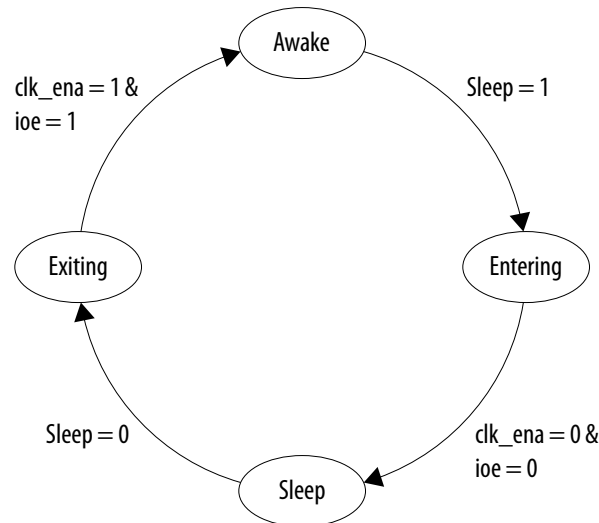 Awake
clk_ena = 1 &
ioe = 1
Sleep = 1
Exiting
Entering
Sleep = 0
clk_ena = 0 &
ioe = 0
Sleep